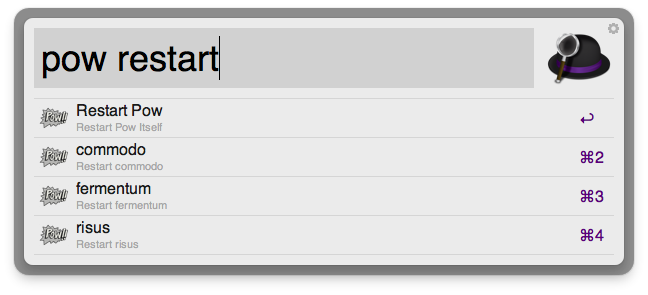 pow restart
Restart Pow
Restart Pow Itself
↩
commodo
Restart commodo
⌘2
fermentum
Restart fermentum
⌘3
risus
Restart risus
⌘4
POW!!
POW!!
POW!!
POW!!